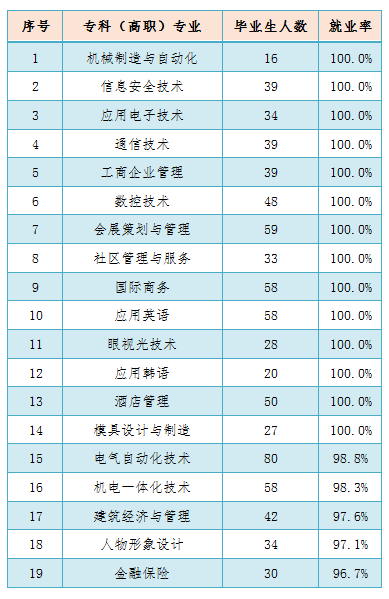 序号 专科（高职）专业 毕业生人数 就业率
1 机械制造与自动化 16 100.0%
2 信息安全技术 39 100.0%
3 应用电子技术 34 100.0%
4 通信技术 39 100.0%
5 工商企业管理 39 100.0%
6 数控技术 48 100.0%
7 会展策划与管理 59 100.0%
8 社区管理与服务 33 100.0%
9 国际商务 58 100.0%
10 应用英语 58 100.0%
11 眼视光技术 28 100.0%
12 应用韩语 20 100.0%
13 酒店管理 50 100.0%
14 模具设计与制造 27 100.0%
15 电气自动化技术 80 98.8%
16 机电一体化技术 58 98.3%
17 建筑经济与管理 42 97.6%
18 人物形象设计 34 97.1%
19 金融保险 30 96.7%